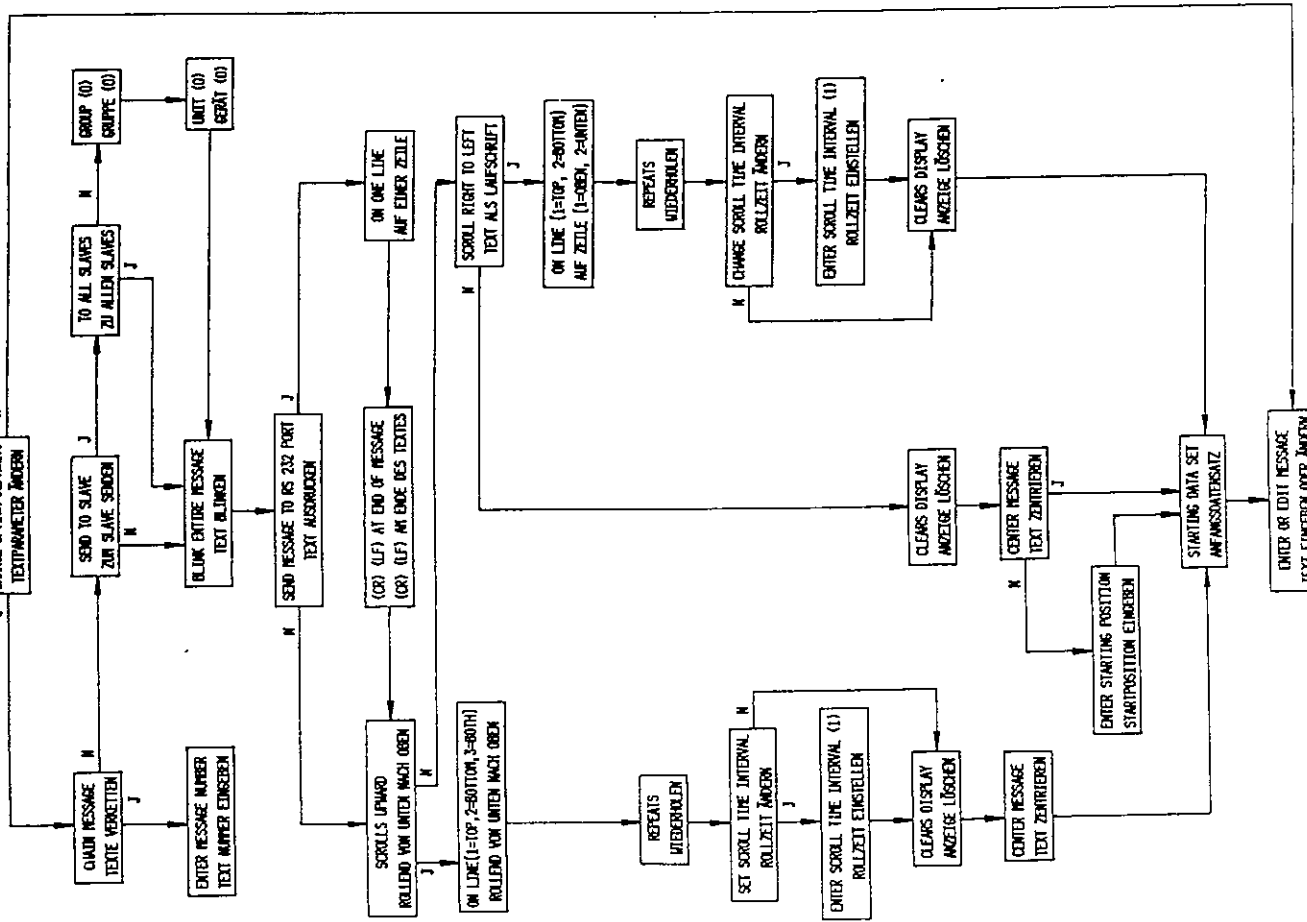 TEXTPARAMETER ÄNDERN
CHAIN MESSAGE
TEXTE VERKETTEN
N
J
ENTER MESSAGE NUMBER
TEXT NUMMER EINGEBEN
SEND TO SLAVE
ZUM SLAVE SENDEN
J
N
TO ALL SLAVES
ZU ALLEN SLAVES
N
J
GROUP (0)
GRUPPE (0)
UNIT (0)
GERÄT (0)
BLINK ENTIRE MESSAGE
TEXT BLINKEN
SEND MESSAGE TO RS 232 PORT
TEXT AUSDRUCKEN
N
J
ON ONE LINE
AUF EINER ZEILE
(CR) (LF) AT END OF MESSAGE
(CR) (LF) AM ENDE DES TEXTES
SCROLLS UPWARD
ROLLEND VON UNTEN NACH OBEN
J
N
ON LINE(1=TOP,2=BOTTOM,3=BOTH)
ROLLEND VON UNTEN NACH OBEN
SCROLL RIGHT TO LEFT
TEXT ALS LAUFSCHRIFT
N
J
ON LINE (1=TOP, 2=BOTTOM)
AUF ZEILE (1=OBEN, 2=UNTEN)
REPEATS
WIEDERHOLEN
CHANGE SCROLL TIME INTERVAL
ROLLZEIT ÄNDERN
N
J
ENTER SCROLL TIME INTERVAL (1)
ROLLZEIT EINSTELLEN
CLEARS DISPLAY
ANZEIGE LÖSCHEN
REPEATS
WIEDERHOLEN
SET SCROLL TIME INTERVAL
ROLLZEIT ÄNDERN
N
J
ENTER SCROLL TIME INTERVAL (1)
ROLLZEIT EINSTELLEN
CLEARS DISPLAY
ANZEIGE LÖSCHEN
CENTER MESSAGE
TEXT ZENTRIEREN
CLEARS DISPLAY
ANZEIGE LÖSCHEN
CENTER MESSAGE
TEXT ZENTRIEREN
N
J
ENTER STARTING POSITION
STARTPOSITION EINGEBEN
STARTING DATA SET
ANFANGSDATERSATZ
ENTER OR EDIT MESSAGE
TEXT EINGEBEN ODER ÄNDERN